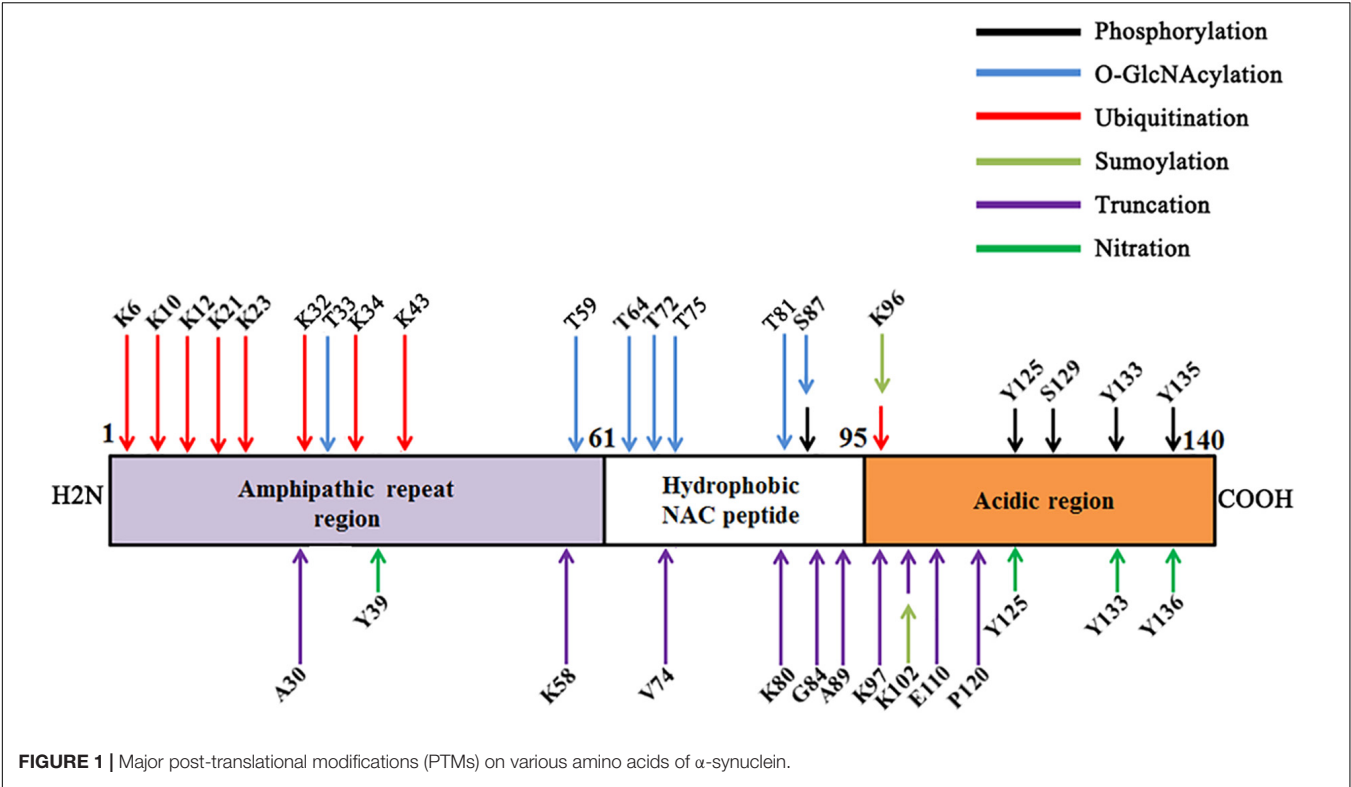 Phosphorylation
O-GlcNAcylation
Ubiquitination
Sumoylation
Truncation
Nitration
K6 K10 K12 K21 K23 K32 T33 K34 K43 T59 T64 T72 T75 T81 S87 K96
Y125 S129 Y133 Y135
1 61 95 140
H2N Amphipathic repeat region
Hydrophobic NAC peptide
Acidic region COOH
Y39 Y125 Y133 Y136
A30 K58 V74 K80 G84 A89 K97 K102 E110 P120
FIGURE 1 | Major post-translational modifications (PTMs) on various amino acids of α-synuclein.